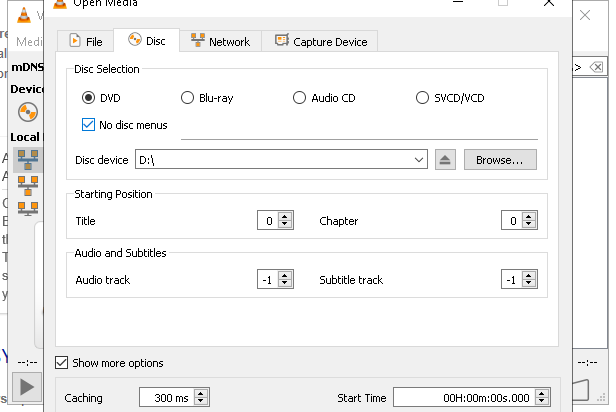 Open Media
Medi
File
Disc
Network
Capture Device
mDNS
Device
Local
Disc Selection
DVD
Blu-ray
Audio CD
SVCD/VCD
No disc menus
Disc device
D:\
Browse...
Starting Position
Title
0
Chapter
0
Audio and Subtitles
Audio track
-1
Subtitle track
-1
--:--
Show more options
--:--
Caching
300 ms
Start Time
00H:00m:00s.000